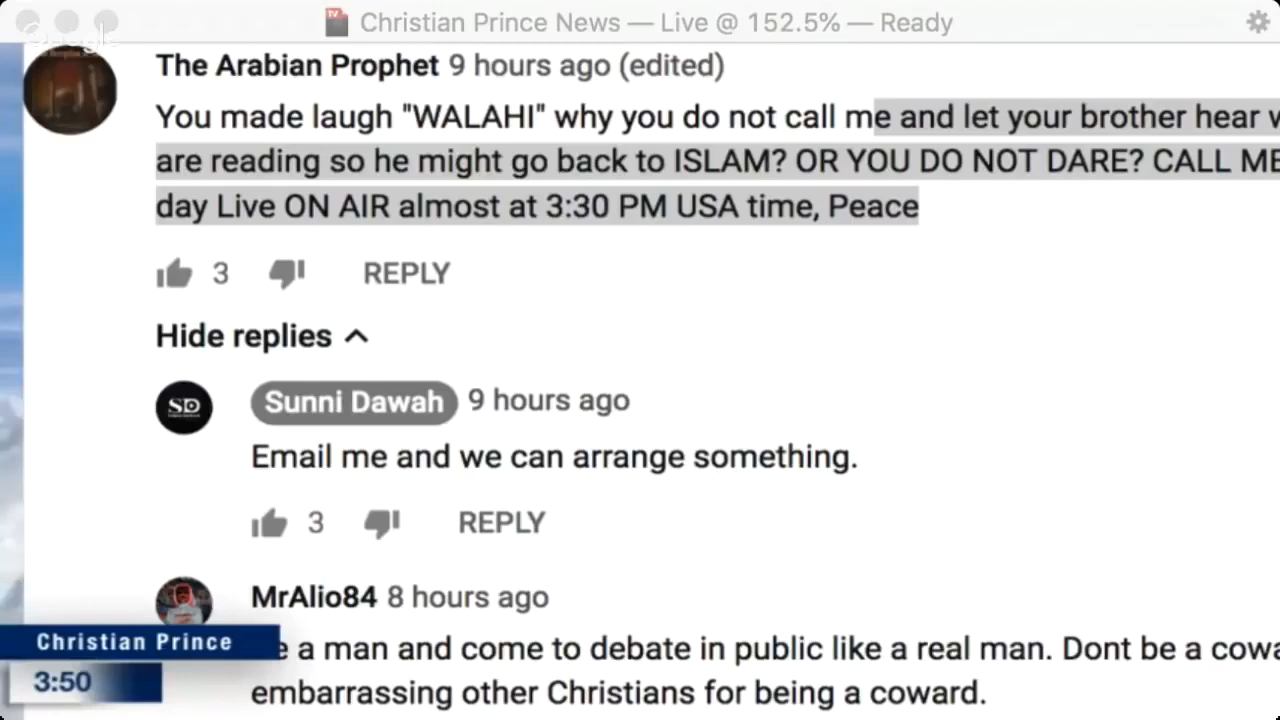 Christian Prince News — Live @ 152.5% — Ready
Google
The Arabian Prophet 9 hours ago (edited)
You made laugh "WALAHI" why you do not call me and let your brother hear
are reading so he might go back to ISLAM? OR YOU DO NOT DARE? CALL ME
day Live ON AIR almost at 3:30 PM USA time, Peace
3 REPLY
Hide replies
SD
Sunni Dawah 9 hours ago
Email me and we can arrange something.
3 REPLY
MrAlio84 8 hours ago
a man and come to debate in public like a real man. Dont be a
embarrassing other Christians for being a coward.
Christian Prince
3:50